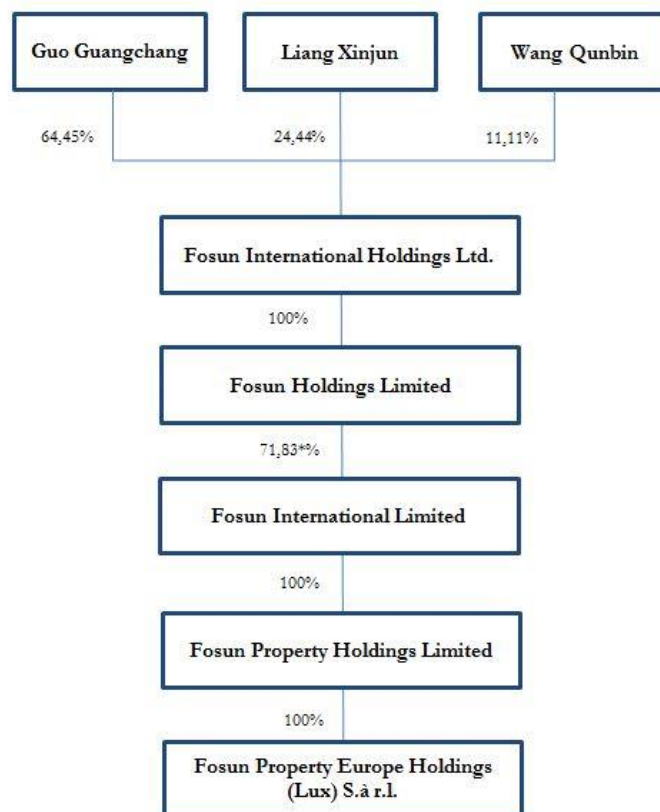 Guo Guangchang
Liang Xinjun
Wang Qunbin
64,45%
24,44%
11,11%
Fosun International Holdings Ltd.
100%
Fosun Holdings Limited
71,83*%
Fosun International Limited
100%
Fosun Property Holdings Limited
100%
Fosun Property Europe Holdings
(Lux) S.à r.l.